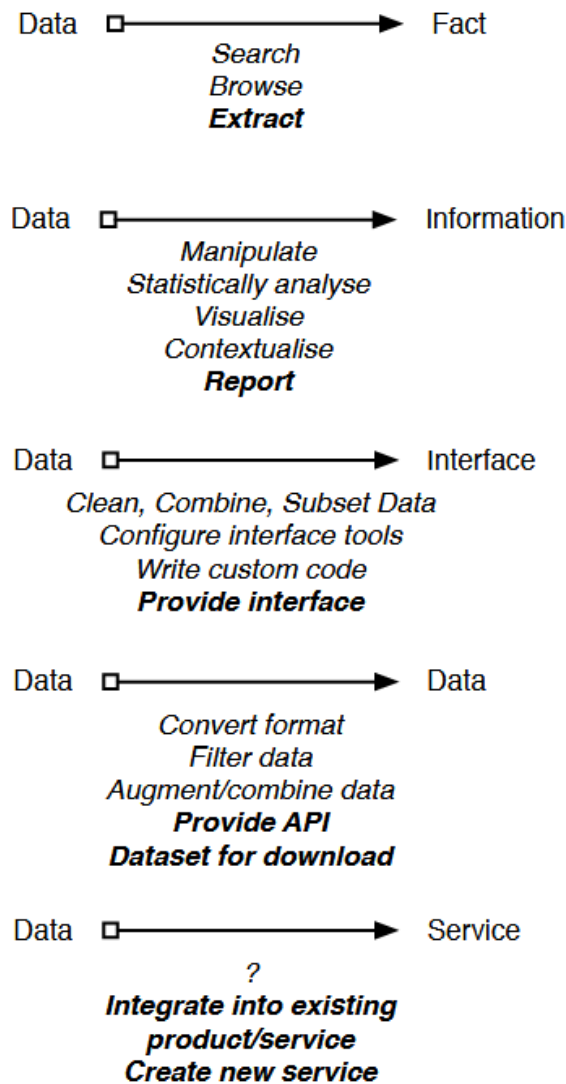 Data Fact
Search
Browse
Extract
Data Information
Manipulate
Statistically analyse
Visualise
Contextualise
Report
Data Interface
Clean, Combine, Subset Data
Configure interface tools
Write custom code
Provide interface
Data Data
Convert format
Filter data
Augment/combine data
Provide API
Dataset for download
Data Service
?
Integrate into existing
product/service
Create new service